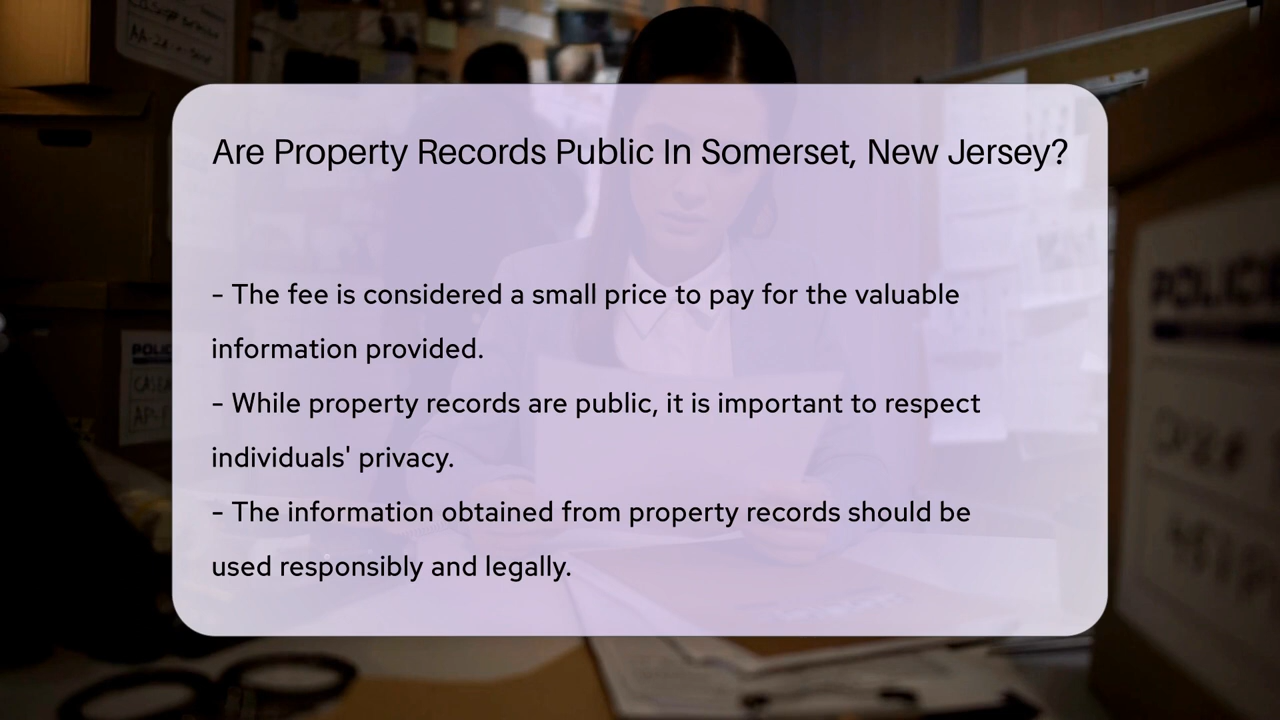 Are Property Records Public In Somerset, New Jersey?
- The fee is considered a small price to pay for the valuable
information provided.
- While property records are public, it is important to respect
individuals' privacy.
- The information obtained from property records should be
used responsibly and legally.